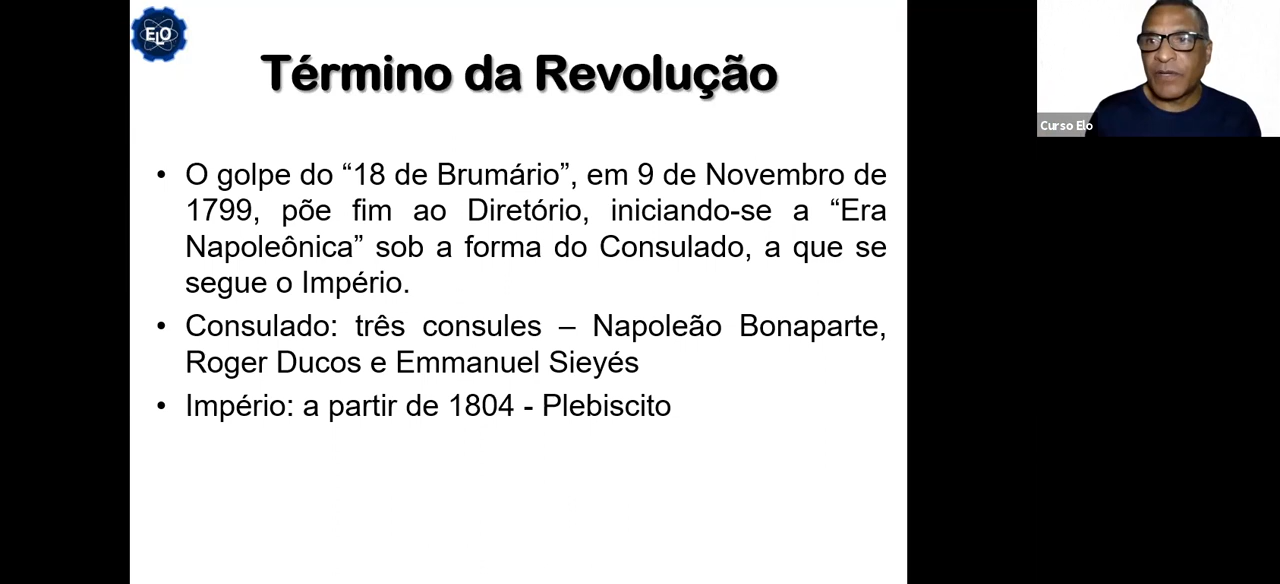 ELO
Término da Revolução
• O golpe do “18 de Brumário”, em 9 de Novembro de
1799, põe fim ao Diretório, iniciando-se a “Era
Napoleônica” sob a forma do Consulado, a que se
segue o Império.
• Consulado: três consules – Napoleão Bonaparte,
Roger Ducos e Emmanuel Sieyés
• Império: a partir de 1804 - Plebiscito
Curso Elo